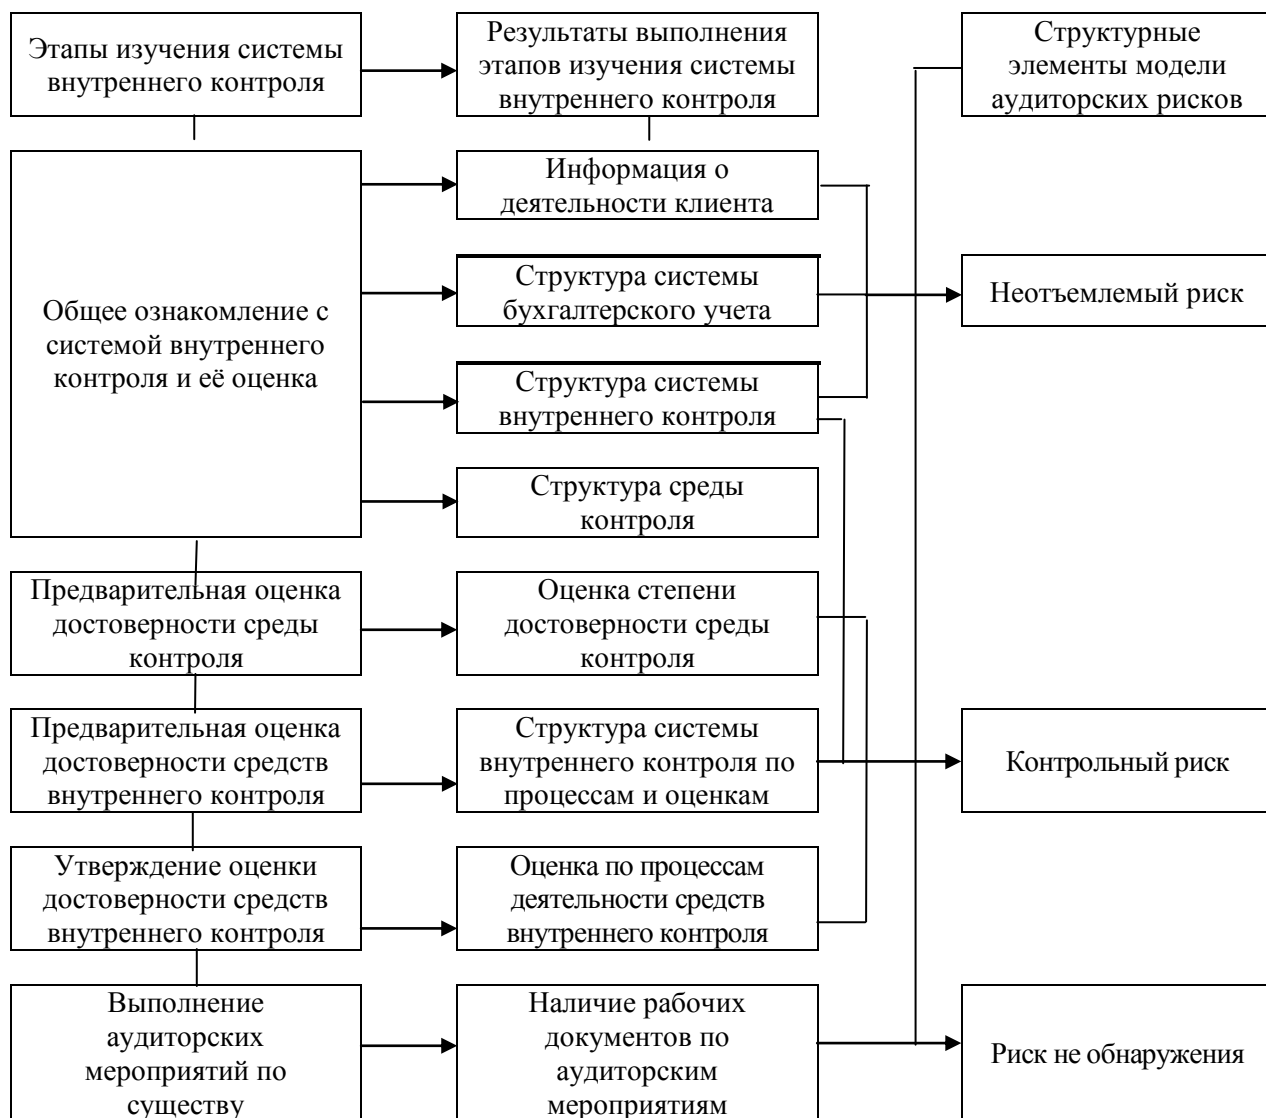 Этапы изучения системы
внутреннего контроля
Результаты выполнения
этапов изучения системы
внутреннего контроля
Структурные
элементы модели
аудиторских рисков
Общее ознакомление с
системой внутреннего
контроля и её оценка
Информация о
деятельности клиента
Структура системы
бухгалтерского учета
Неотъемлемый риск
Структура системы
внутреннего контроля
Структура среды
контроля
Предварительная оценка
достоверности среды
контроля
Оценка степени
достоверности среды
контроля
Предварительная оценка
достоверности средств
внутреннего контроля
Структура системы
внутреннего контроля по
процессам и оценкам
Контрольный риск
Утверждение оценки
достоверности средств
внутреннего контроля
Оценка по процессам
деятельности средств
внутреннего контроля
Выполнение
аудиторских
мероприятий по
существу
Наличие рабочих
документов по
аудиторским
мероприятиям
Риск не обнаружения